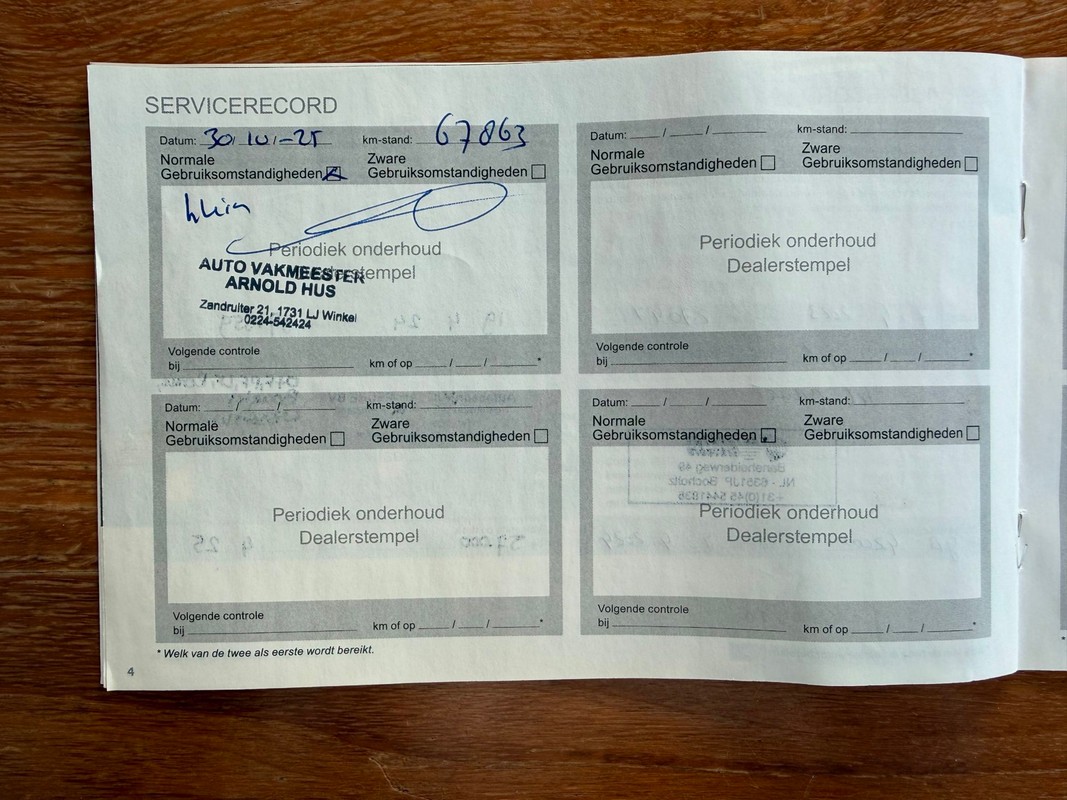 SERVICERECORD
Datum: 30/10/-25 km-stand: 67863
Normale Gebruiksomstandigheden Zware Gebruiksomstandigheden
klein
Periodiek onderhoud
Dealerstempel
AUTO VAKMEESTER
ARNOLD HUS
Zandruiter 21, 1731 LJ Winkel
0224-542424
Volgende controle
bij km of op / / *
Datum: / / km-stand:
Normale Gebruiksomstandigheden Zware Gebruiksomstandigheden
Periodiek onderhoud
Dealerstempel
Volgende controle
bij km of op / / *
Datum: / / km-stand:
Normale Gebruiksomstandigheden Zware Gebruiksomstandigheden
Periodiek onderhoud
Dealerstempel
Volgende controle
bij km of op / / *
Datum: / / km-stand:
Normale Gebruiksomstandigheden Zware Gebruiksomstandigheden
Periodiek onderhoud
Dealerstempel
Volgende controle
bij km of op / / *
* Welk van de twee als eerste wordt bereikt.
4